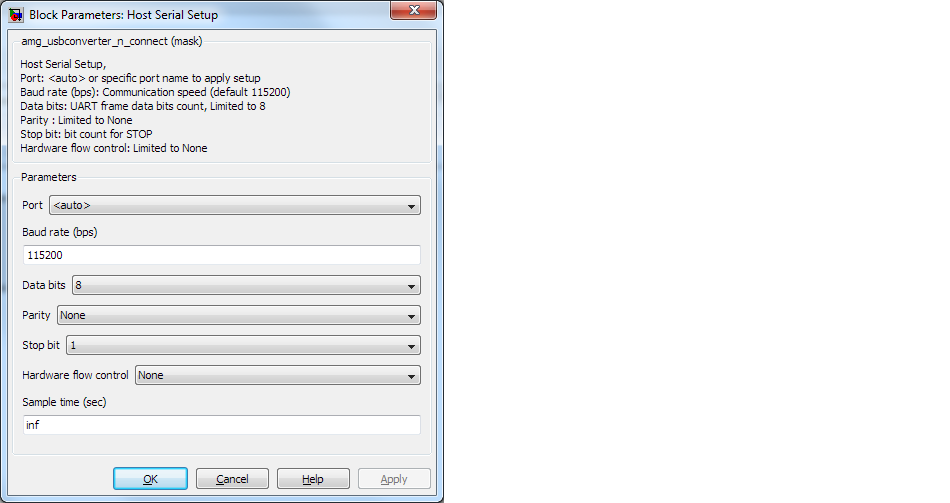 Block Parameters: Host Serial Setup
amg_usbconverter_n_connect (mask)
Host Serial Setup,
Port: <auto> or specific port name to apply setup
Baud rate (bps): Communication speed (default 115200)
Data bits: UART frame data bits count, Limited to 8
Parity : Limited to None
Stop bit: bit count for STOP
Hardware flow control: Limited to None
Parameters
Port <auto>
Baud rate (bps)
115200
Data bits 8
Parity None
Stop bit 1
Hardware flow control None
Sample time (sec)
inf
OK Cancel Help Apply